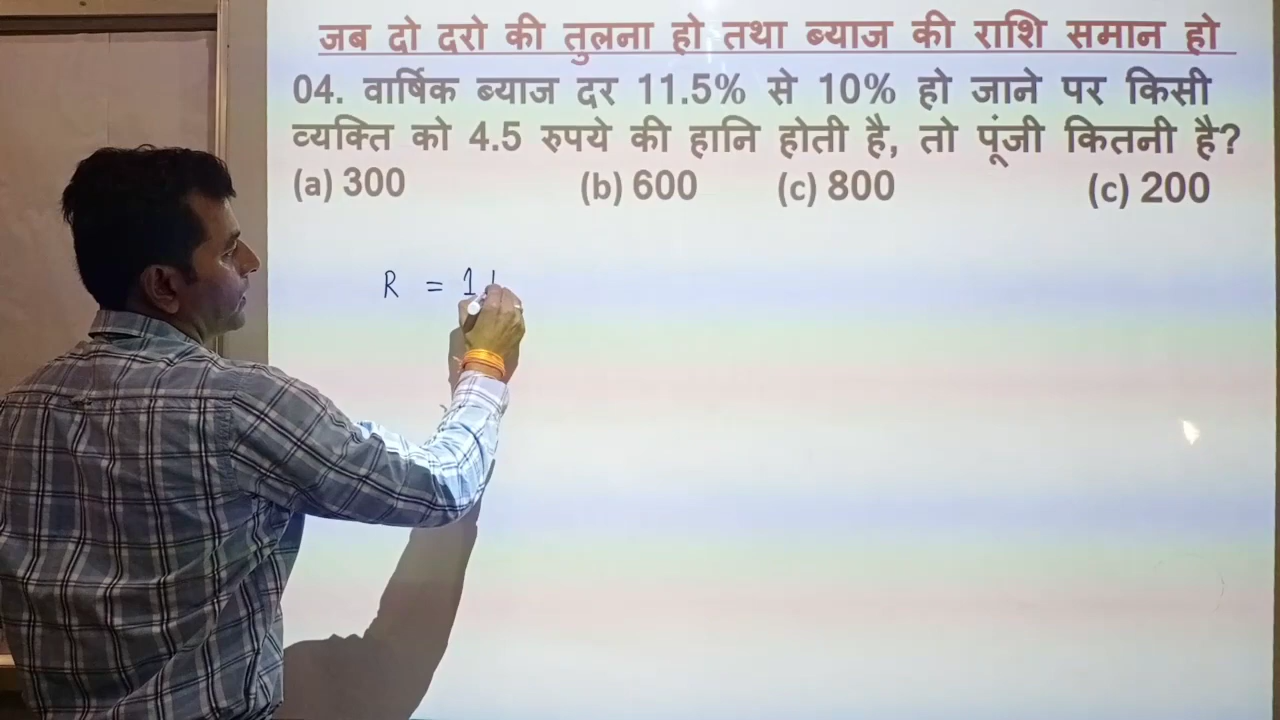 जब दो दरो की तुलना हो तथा ब्याज की राशि समान हो
04. वार्षिक ब्याज दर 11.5% से 10% हो जाने पर किसी
व्यक्ति को 4.5 रुपये की हानि होती है, तो पूंजी कितनी है?
(a) 300 (b) 600 (c) 800 (c) 200
R = 1